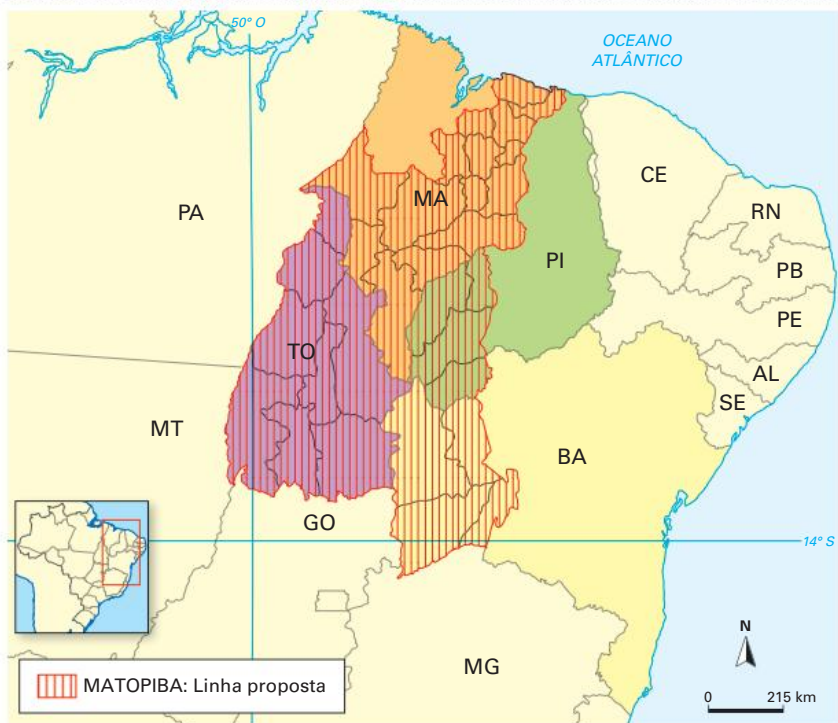 50° O
OCEANO
ATLÂNTICO
CE
MA
PA
RN
PI
PB
PE
TO
AL
SE
MT
BA
GO
14° S
N
MG
MATOPIBA: Linha proposta
0 215 km